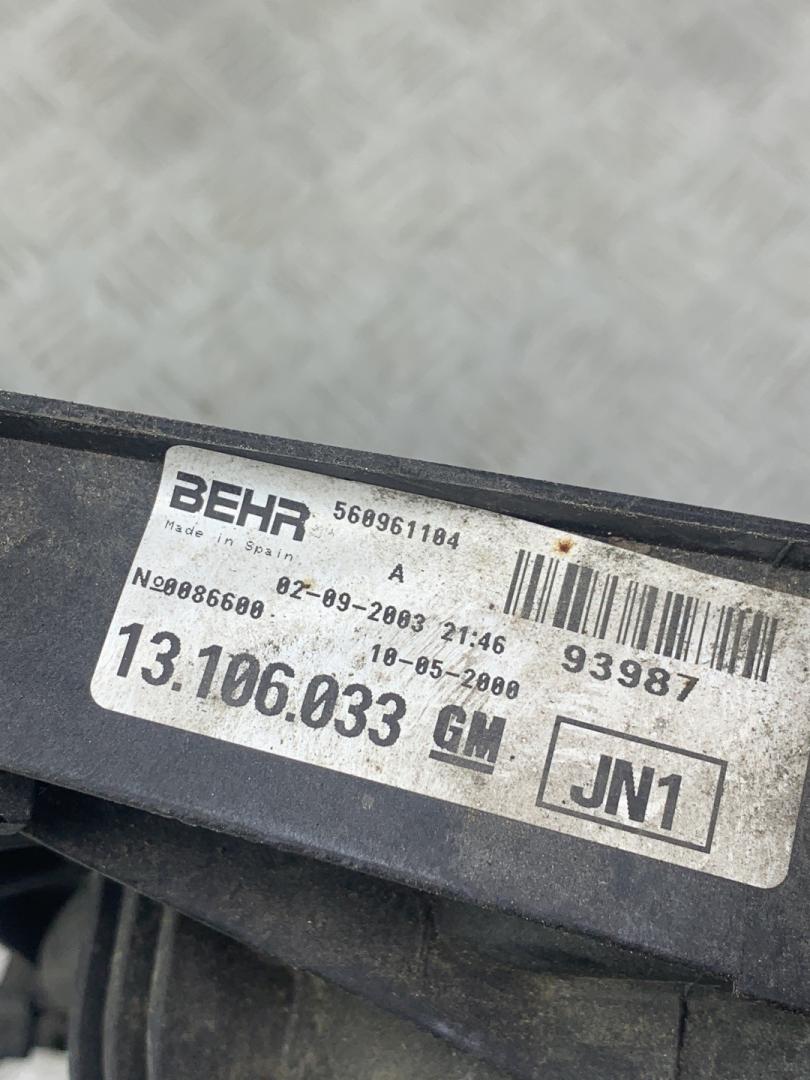 BEHR 560961104
Made in Spain
A
Nº0086600 02-09-2003 21:46
10-05-2000
93987
13.106.033 GM
JN1